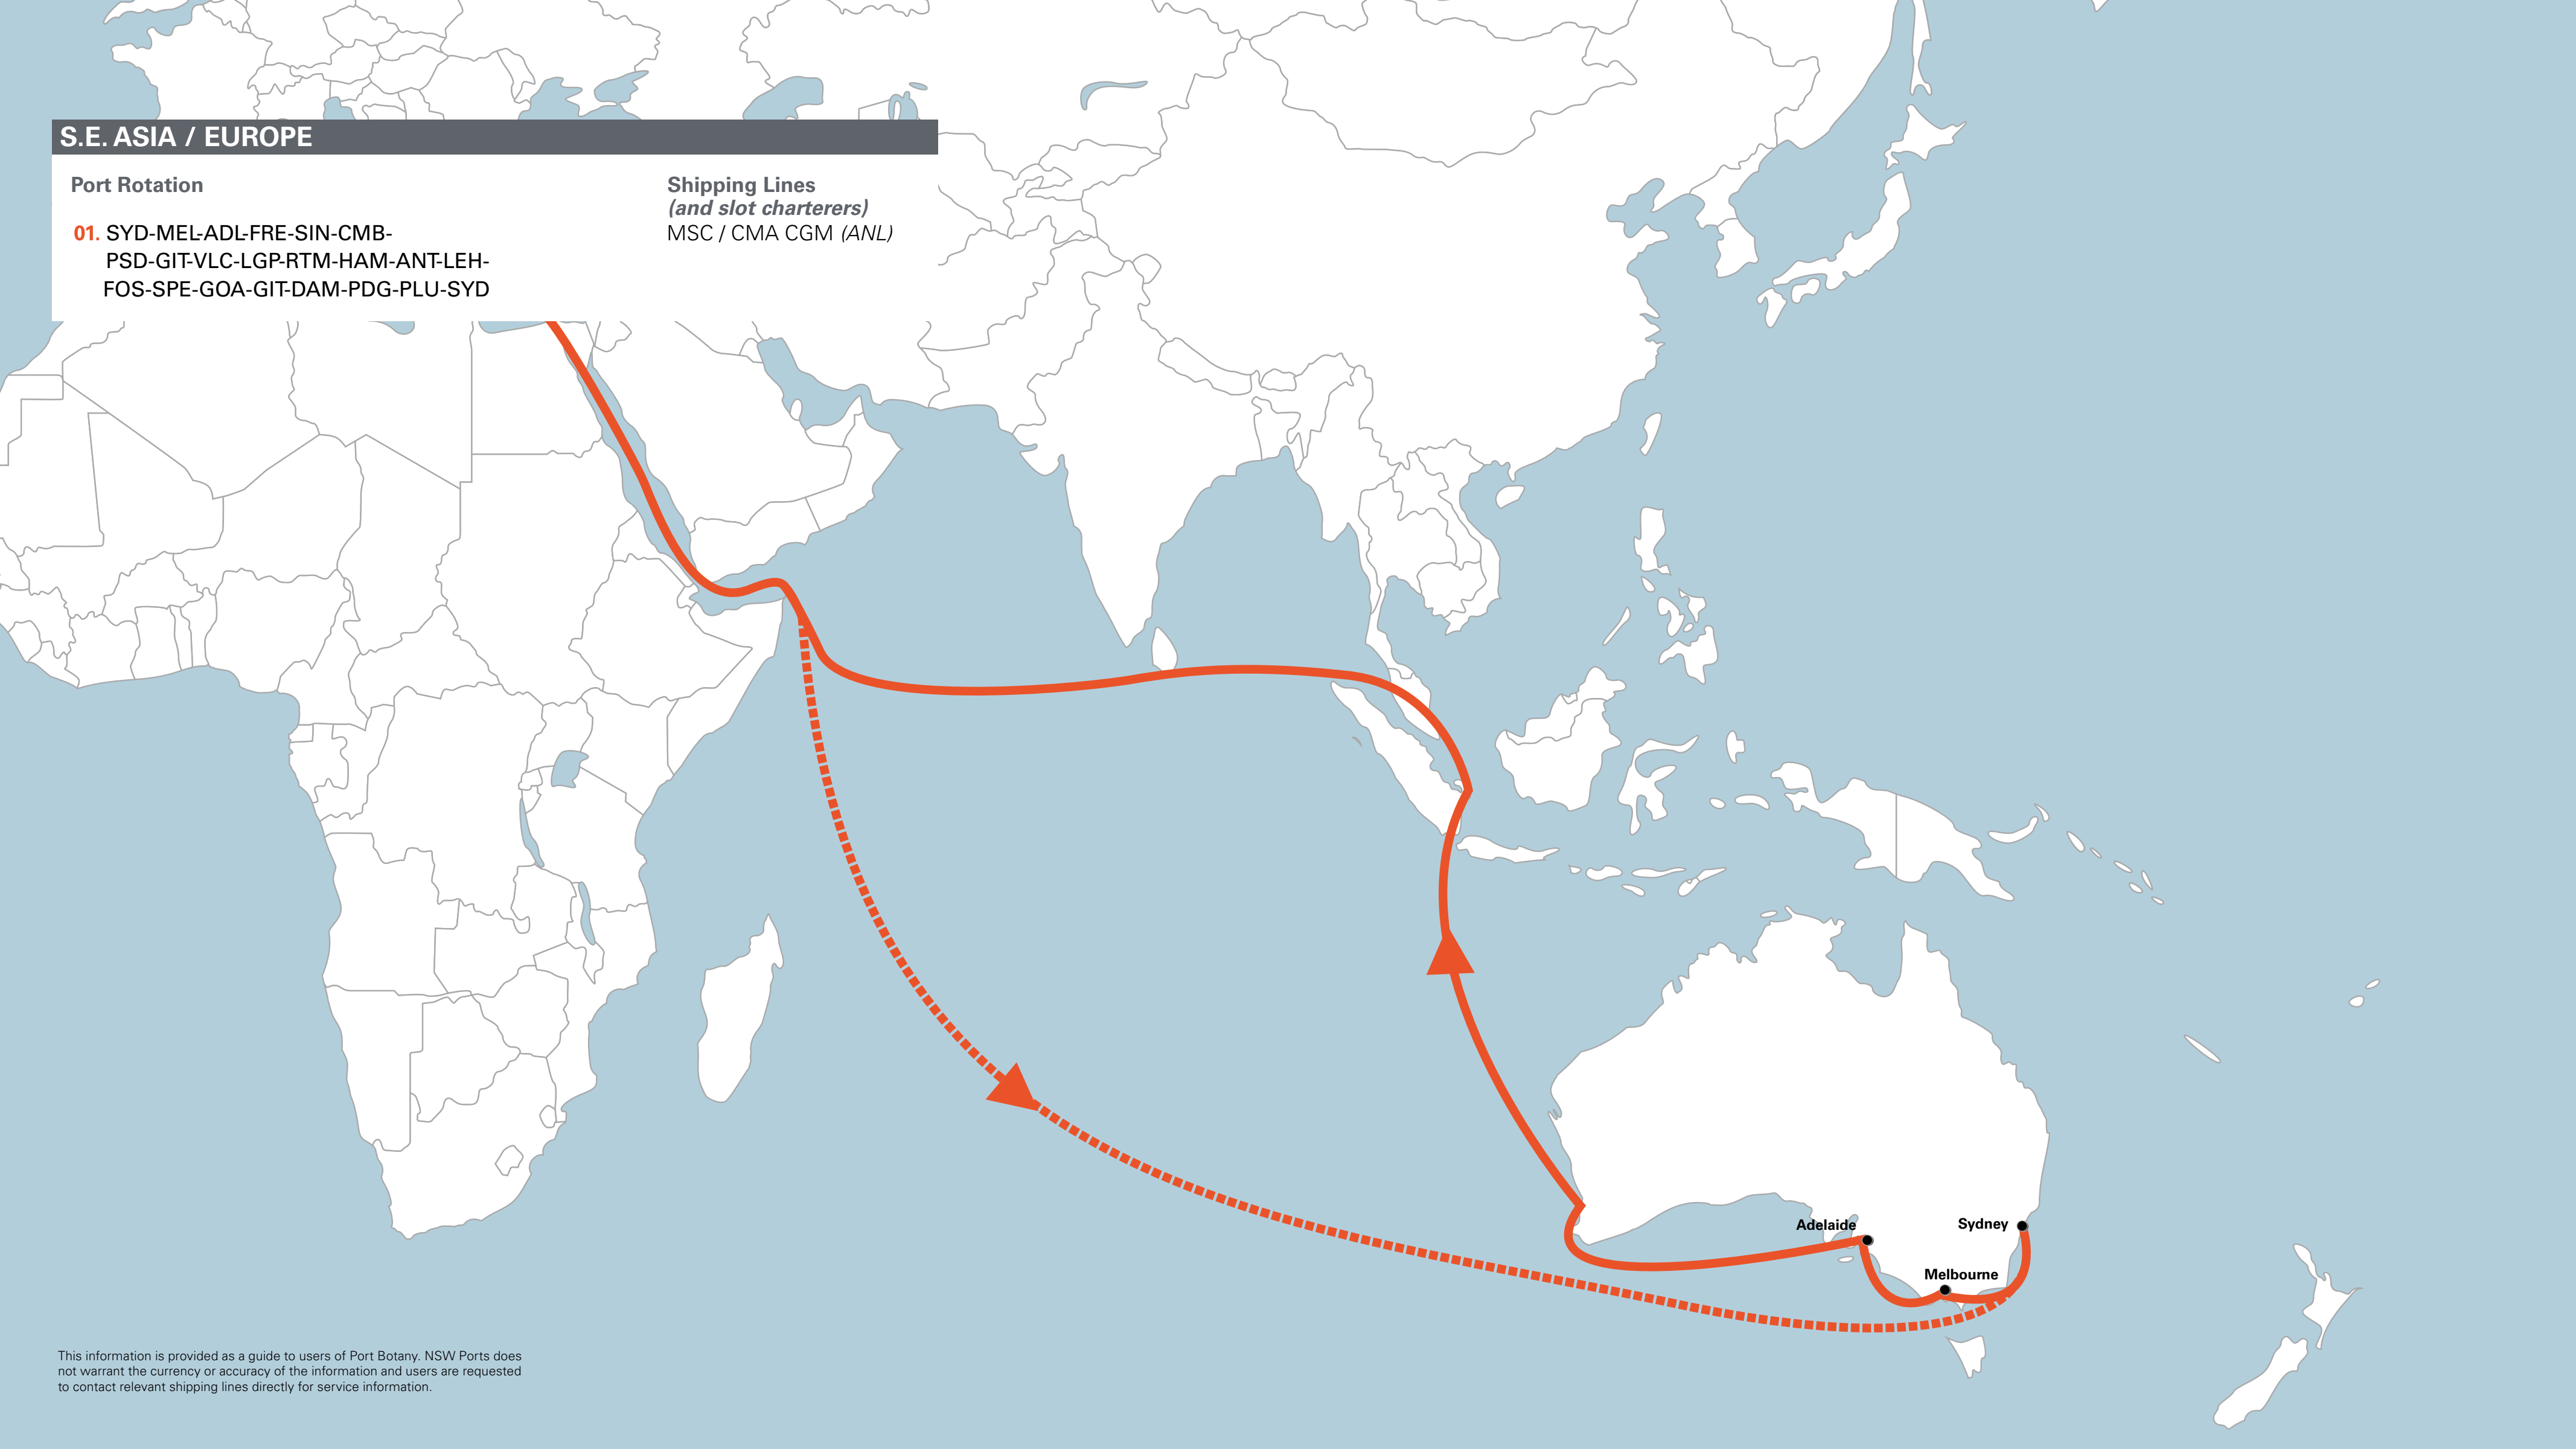 S.E. ASIA / EUROPE
Port Rotation
01. SYD-MEL-ADL-FRE-SIN-CMB-
PSD-GIT-VLC-LGP-RTM-HAM-ANT-LEH-
FOS-SPE-GOA-GIT-DAM-PDG-PLU-SYD
Shipping Lines
(and slot charterers)
MSC / CMA CGM (ANL)
Adelaide
Sydney
Melbourne
This information is provided as a guide to users of Port Botany. NSW Ports does
not warrant the currency or accuracy of the information and users are requested
to contact relevant shipping lines directly for service information.